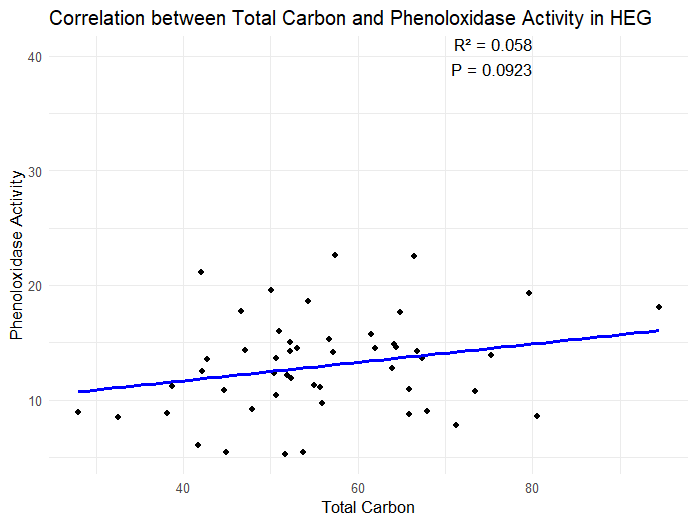 Correlation between Total Carbon and Phenoloxidase Activity in HEG
R² = 0.058
P = 0.0923
40
30
20
10
Phenoloxidase Activity
40 60 80
Total Carbon